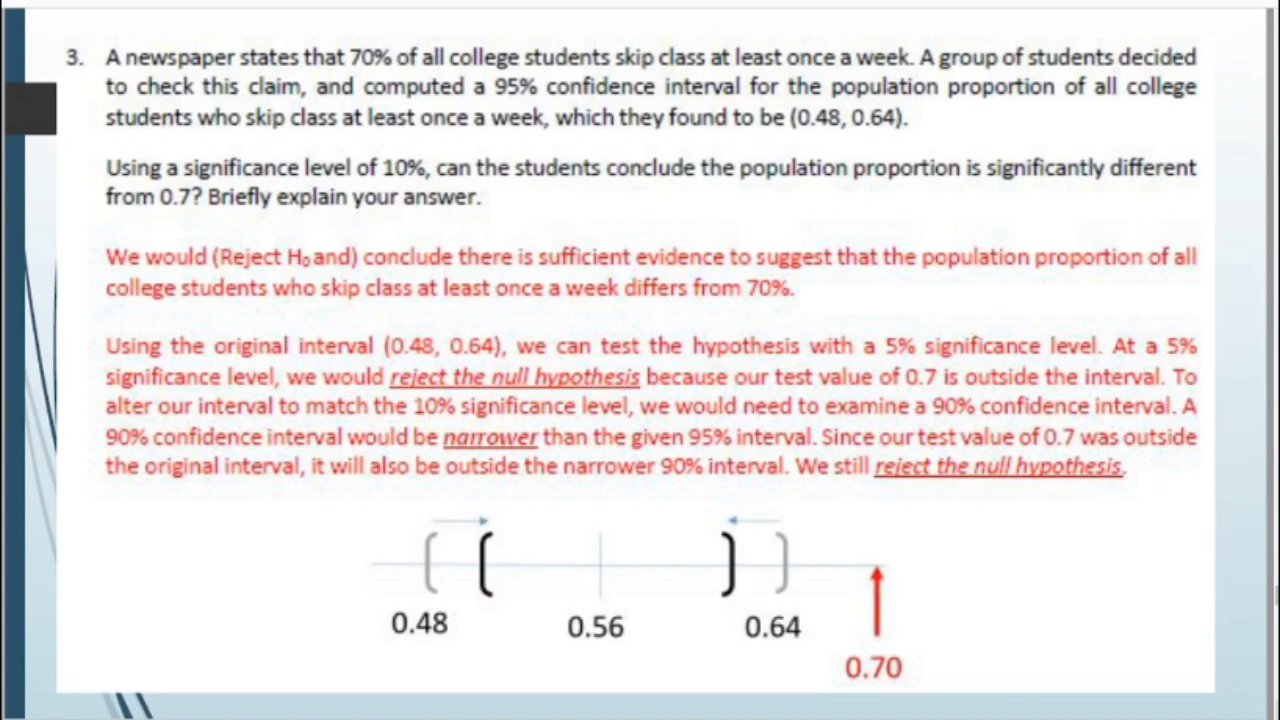 3. A newspaper states that 70% of all college students skip class at least once a week. A group of students decided
to check this claim, and computed a 95% confidence interval for the population proportion of all college
students who skip class at least once a week, which they found to be (0.48, 0.64).
Using a significance level of 10%, can the students conclude the population proportion is significantly different
from 0.7? Briefly explain your answer.
We would (Reject H₀ and) conclude there is sufficient evidence to suggest that the population proportion of all
college students who skip class at least once a week differs from 70%.
Using the original interval (0.48, 0.64), we can test the hypothesis with a 5% significance level. At a 5%
significance level, we would reject the null hypothesis because our test value of 0.7 is outside the interval. To
alter our interval to match the 10% significance level, we would need to examine a 90% confidence interval. A
90% confidence interval would be narrower than the given 95% interval. Since our test value of 0.7 was outside
the original interval, it will also be outside the narrower 90% interval. We still reject the null hypothesis.
0.48 0.56 0.64
0.70